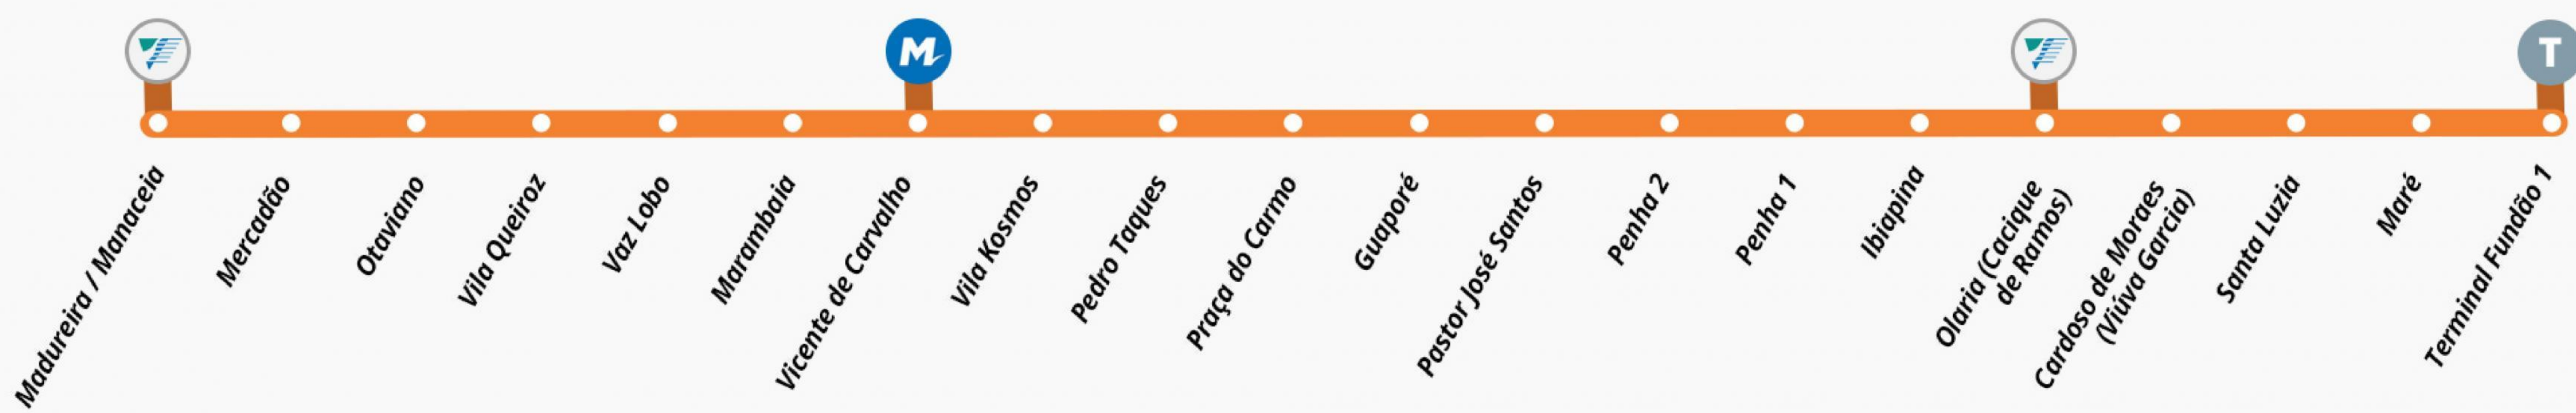 M
T
Madureira / Manaceia
Mercadão
Otaviano
Vila Queiroz
Vaz Lobo
Marambaia
Vicente de Carvalho
Vila Kosmos
Pedro Taques
Praça do Carmo
Guaporé
Pastor José Santos
Penha 2
Penha 1
Ibiapina
Olaria (Cacique
de Ramos)
Cardoso de Moraes
(Viúva Garcia)
Santa Luzia
Maré
Terminal Fundão 1